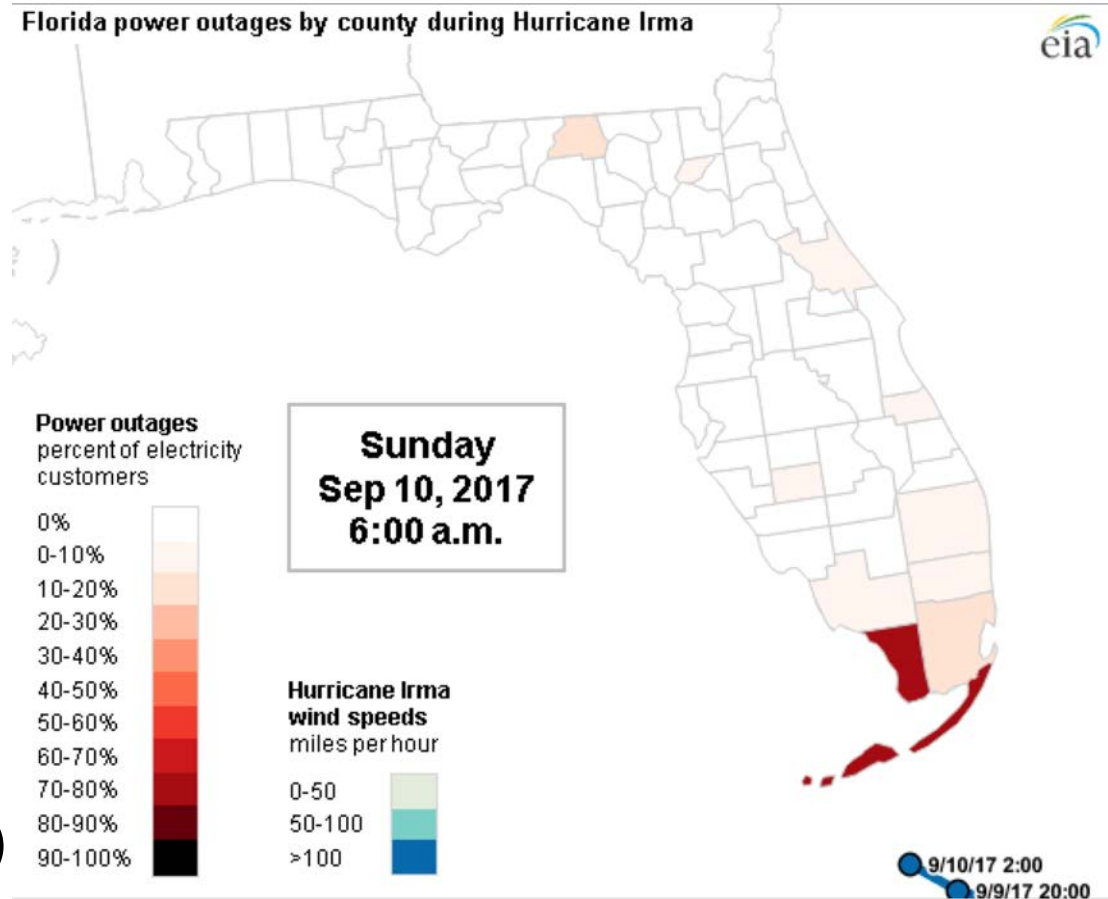 Florida power outages by county during Hurricane Irma
eia
Power outages
percent of electricity
customers
0%
0-10%
10-20%
20-30%
30-40%
40-50%
50-60%
60-70%
70-80%
80-90%
90-100%
Sunday
Sep 10, 2017
6:00 a.m.
Hurricane Irma
wind speeds
miles per hour
0-50
50-100
>100
9/10/17 2:00
9/9/17 20:00